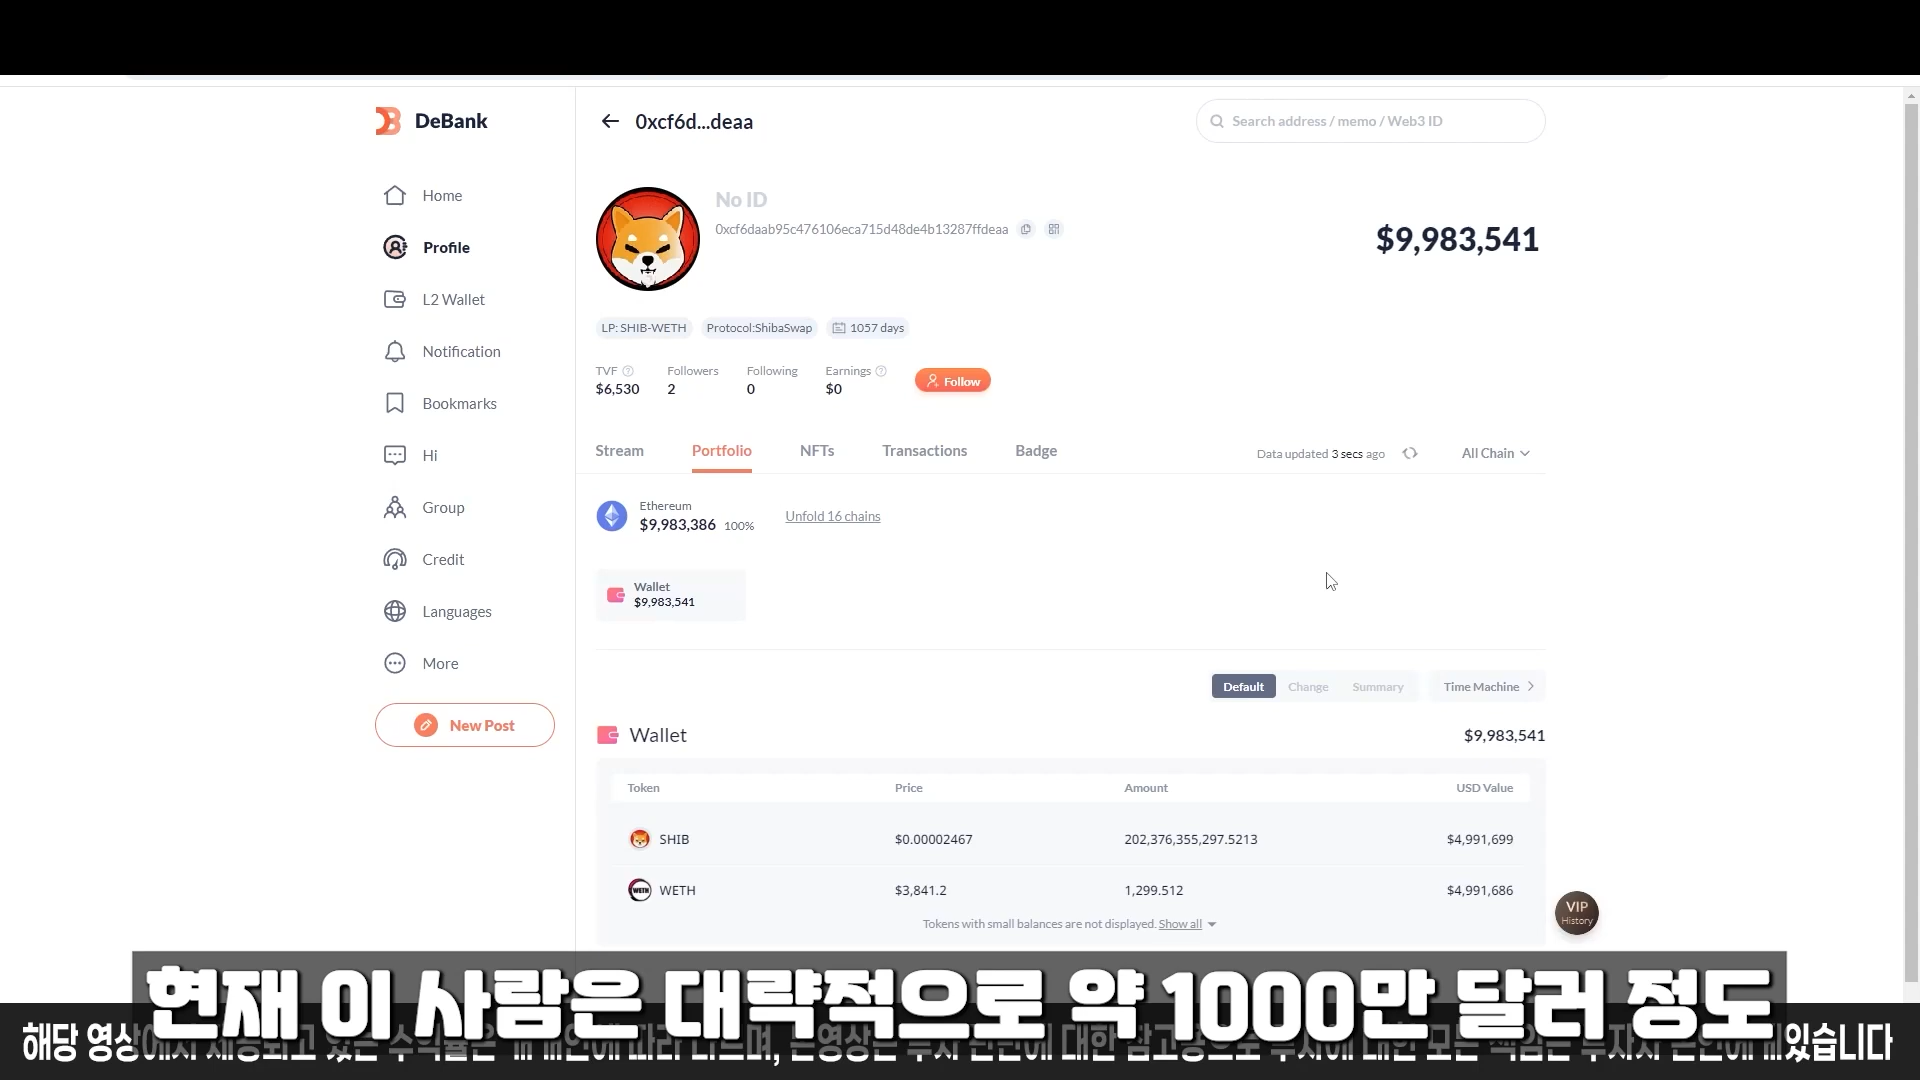 DeBank
0xcf6d...deaa
Search address / memo / Web3 ID
Home
Profile
L2 Wallet
Notification
Bookmarks
Hi
Group
Credit
Languages
More
New Post
No ID
0xcf6daab95c476106eca715d48de4b13287ffdeaa
$9,983,541
LP: SHIB-WETH
Protocol:ShibaSwap
1057 days
TVF
Followers
Following
Earnings
$6,530
2
0
$0
Follow
Stream
Portfolio
NFTs
Transactions
Badge
Data updated 3 secs ago
All Chain
Ethereum
$9,983,386 100%
Unfold 16 chains
Wallet
$9,983,541
Default
Change
Summary
Time Machine
Wallet
$9,983,541
Token Price Amount USD Value
SHIB $0.00002467 202,376,355,297.5213 $4,991,699
WETH WETH $3,841.2 1,299.512 $4,991,686
Tokens with small balances are not displayed. Show all
VIP
History
현재 이 사람은 대략적으로 약 1000만 달러 정도
해당 영상에서 있습니다